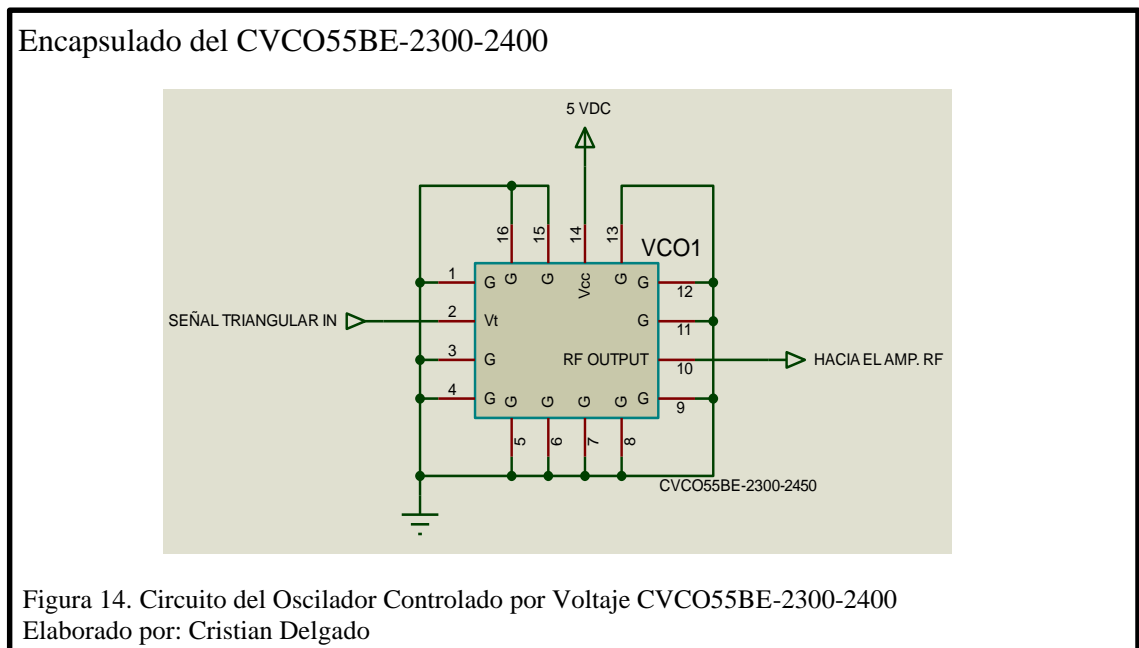 Encapsulado del CVCO55BE-2300-2400
5 VDC
16
15
14
13
VCO1
1
G
G
G
Vcc
G
G
12
SEÑAL TRIANGULAR IN
2
Vt
G
11
3
G
RF OUTPUT
10
HACIA EL AMP. RF
4
G
G
G
G
G
G
9
5
6
7
8
CVCO55BE-2300-2450
Figura 14. Circuito del Oscilador Controlado por Voltaje CVCO55BE-2300-2400
Elaborado por: Cristian Delgado